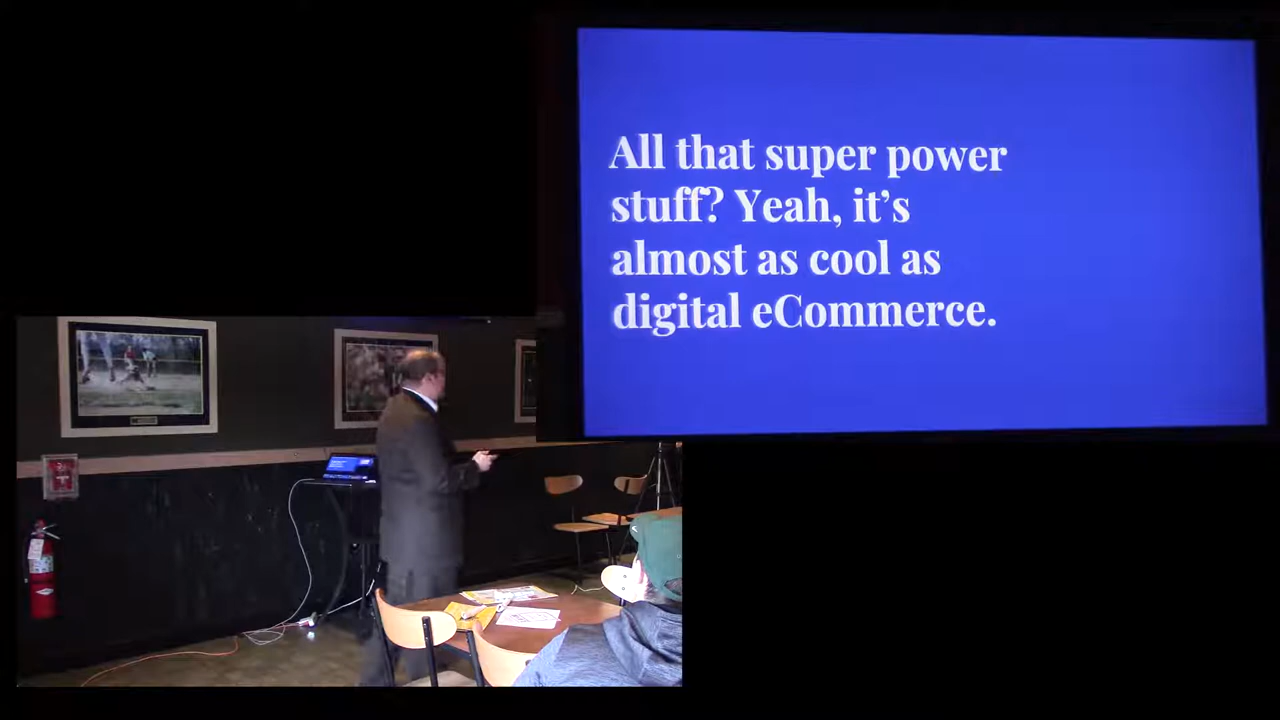 All that super power
stuff? Yeah, it's
almost as cool as
digital eCommerce.